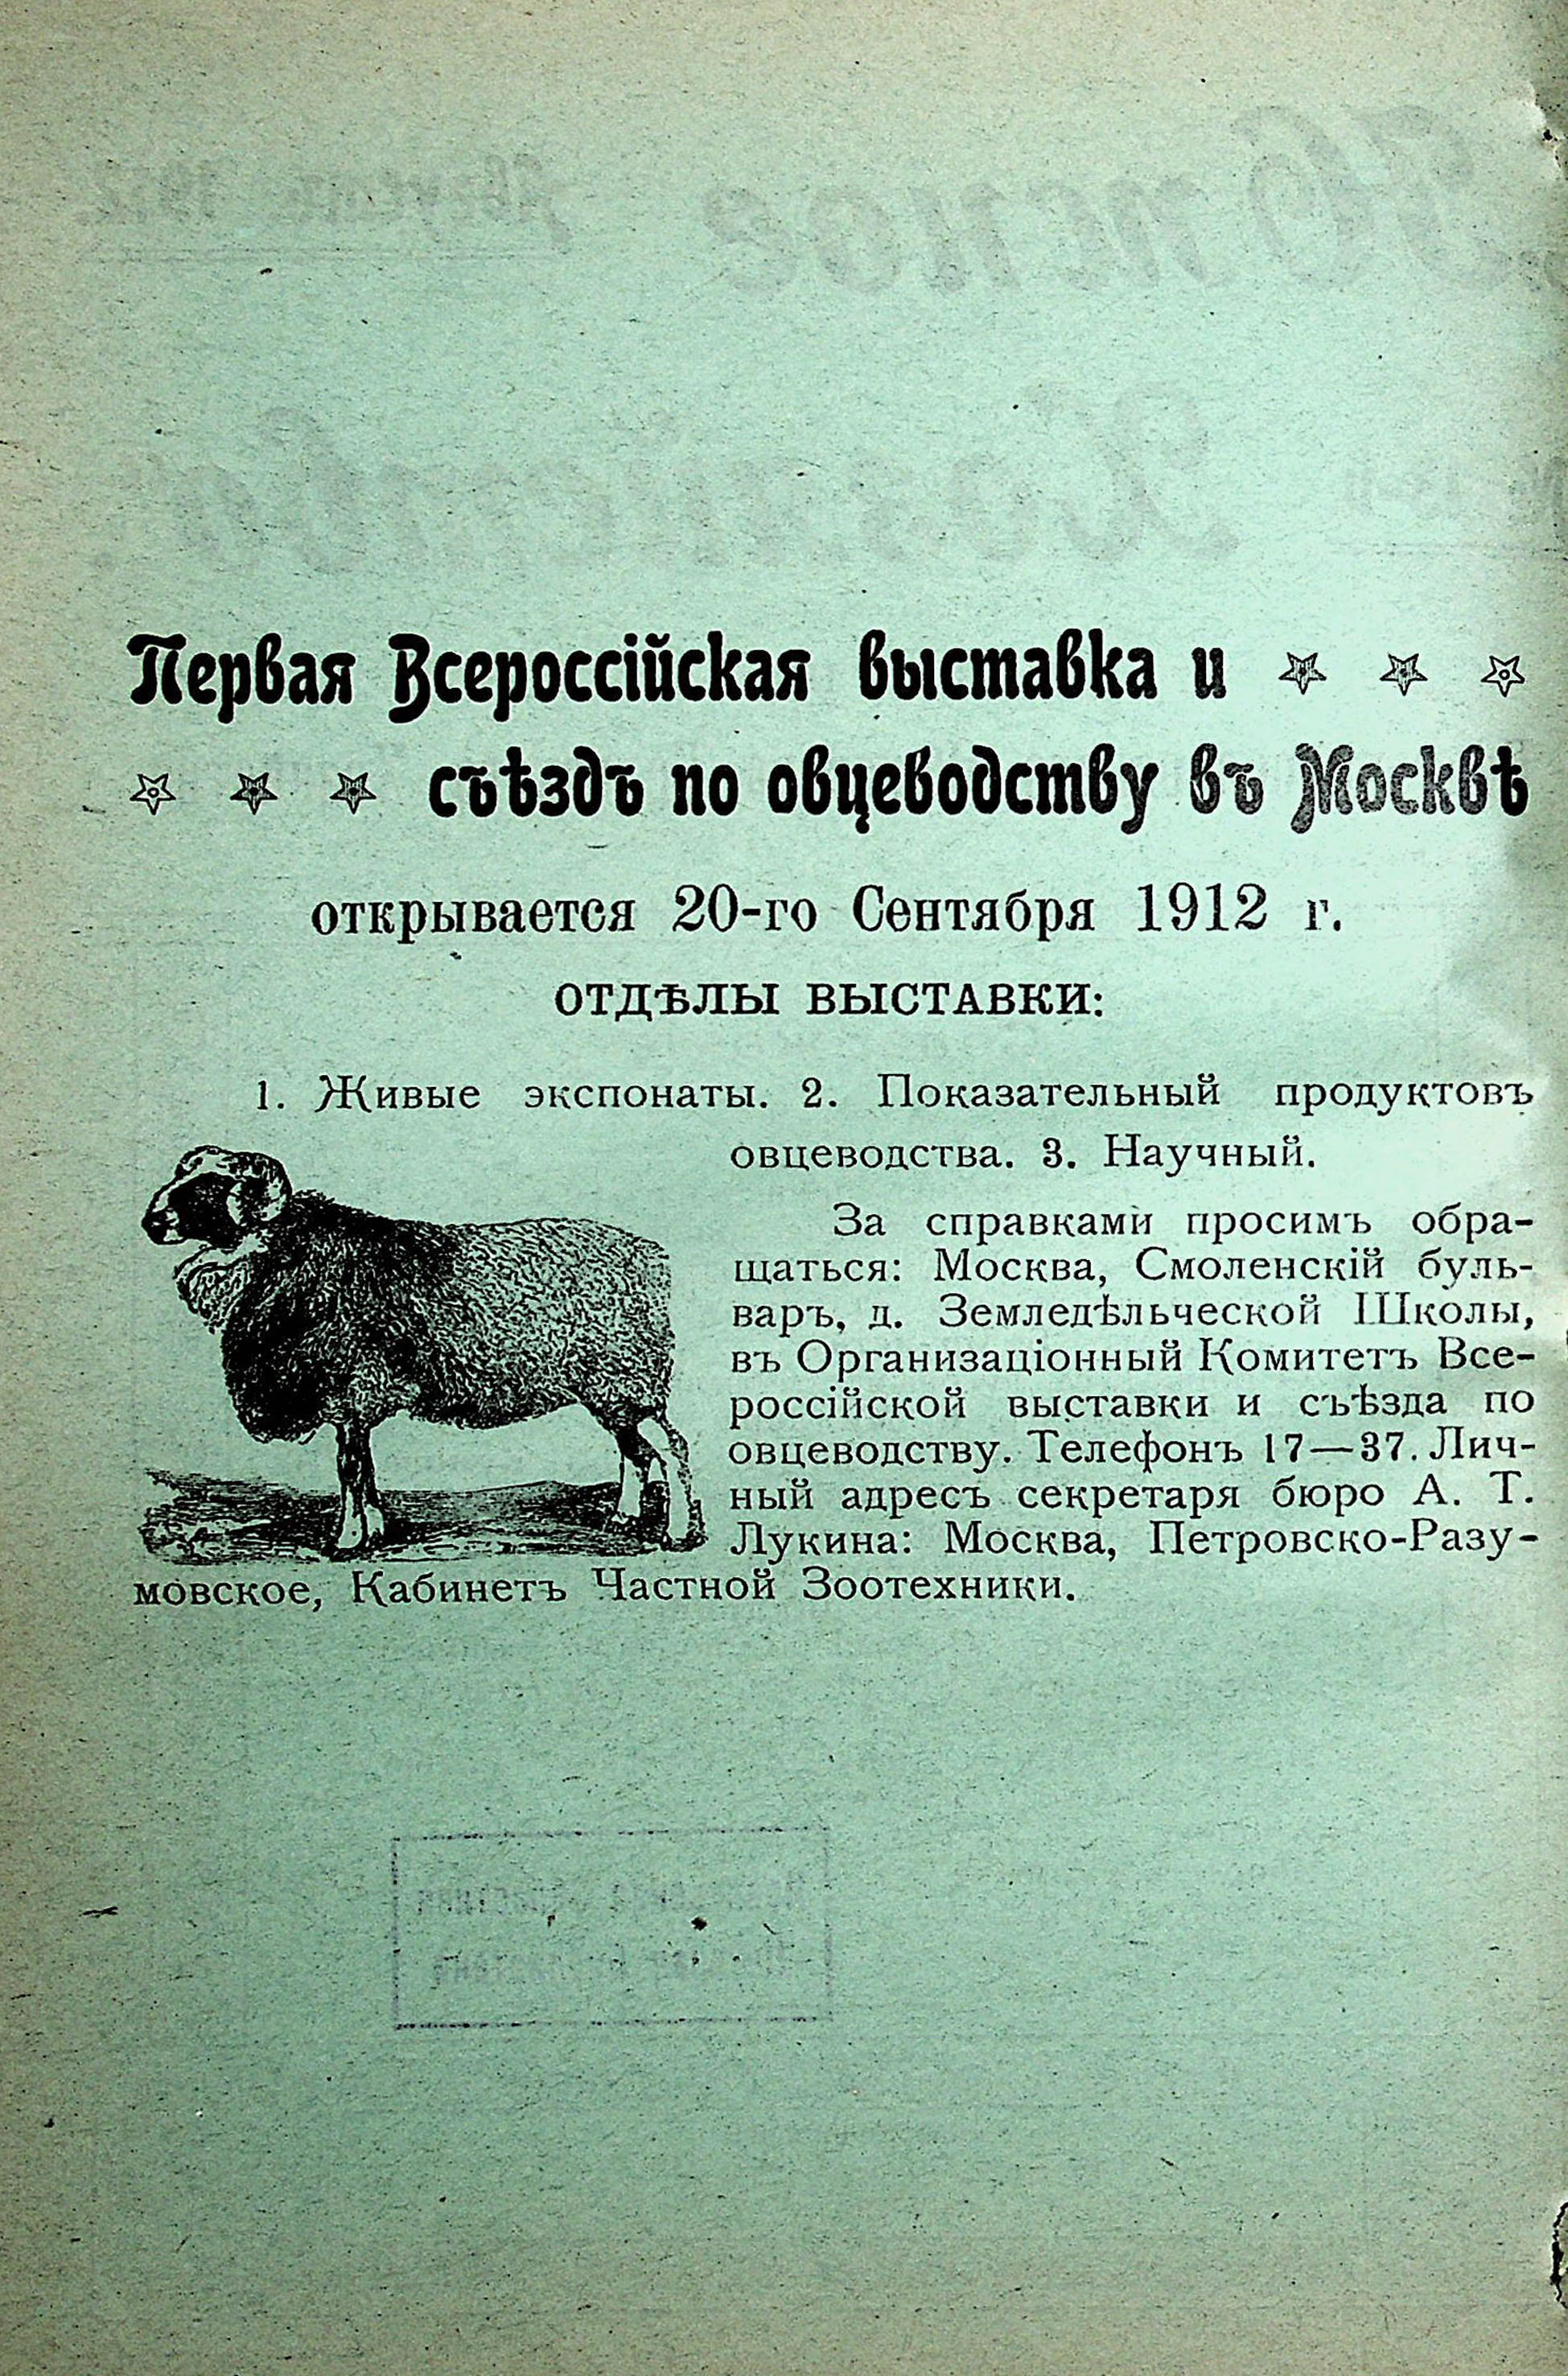 Первая Всероссійская выставка и
съѣздъ по овцеводству въ Москвѣ
открывается 20-го Сентября 1912 г.
ОТДѢЛЫ ВЫСТАВКИ:
1. Живые экспонаты. 2. Показательный продуктовъ
овцеводства. 3. Научный.
За справками просимъ обра-
щаться: Москва, Смоленскій буль-
варъ, д. Земледѣльческой Школы,
въ Организаціонный Комитетъ Все-
россійской выставки и съѣзда по
овцеводству. Телефонъ 17—37. Лич-
ный адресъ секретаря бюро А. Т.
Лукина: Москва, Петровско-Разу-
мовское, Кабинетъ Частной Зоотехники.